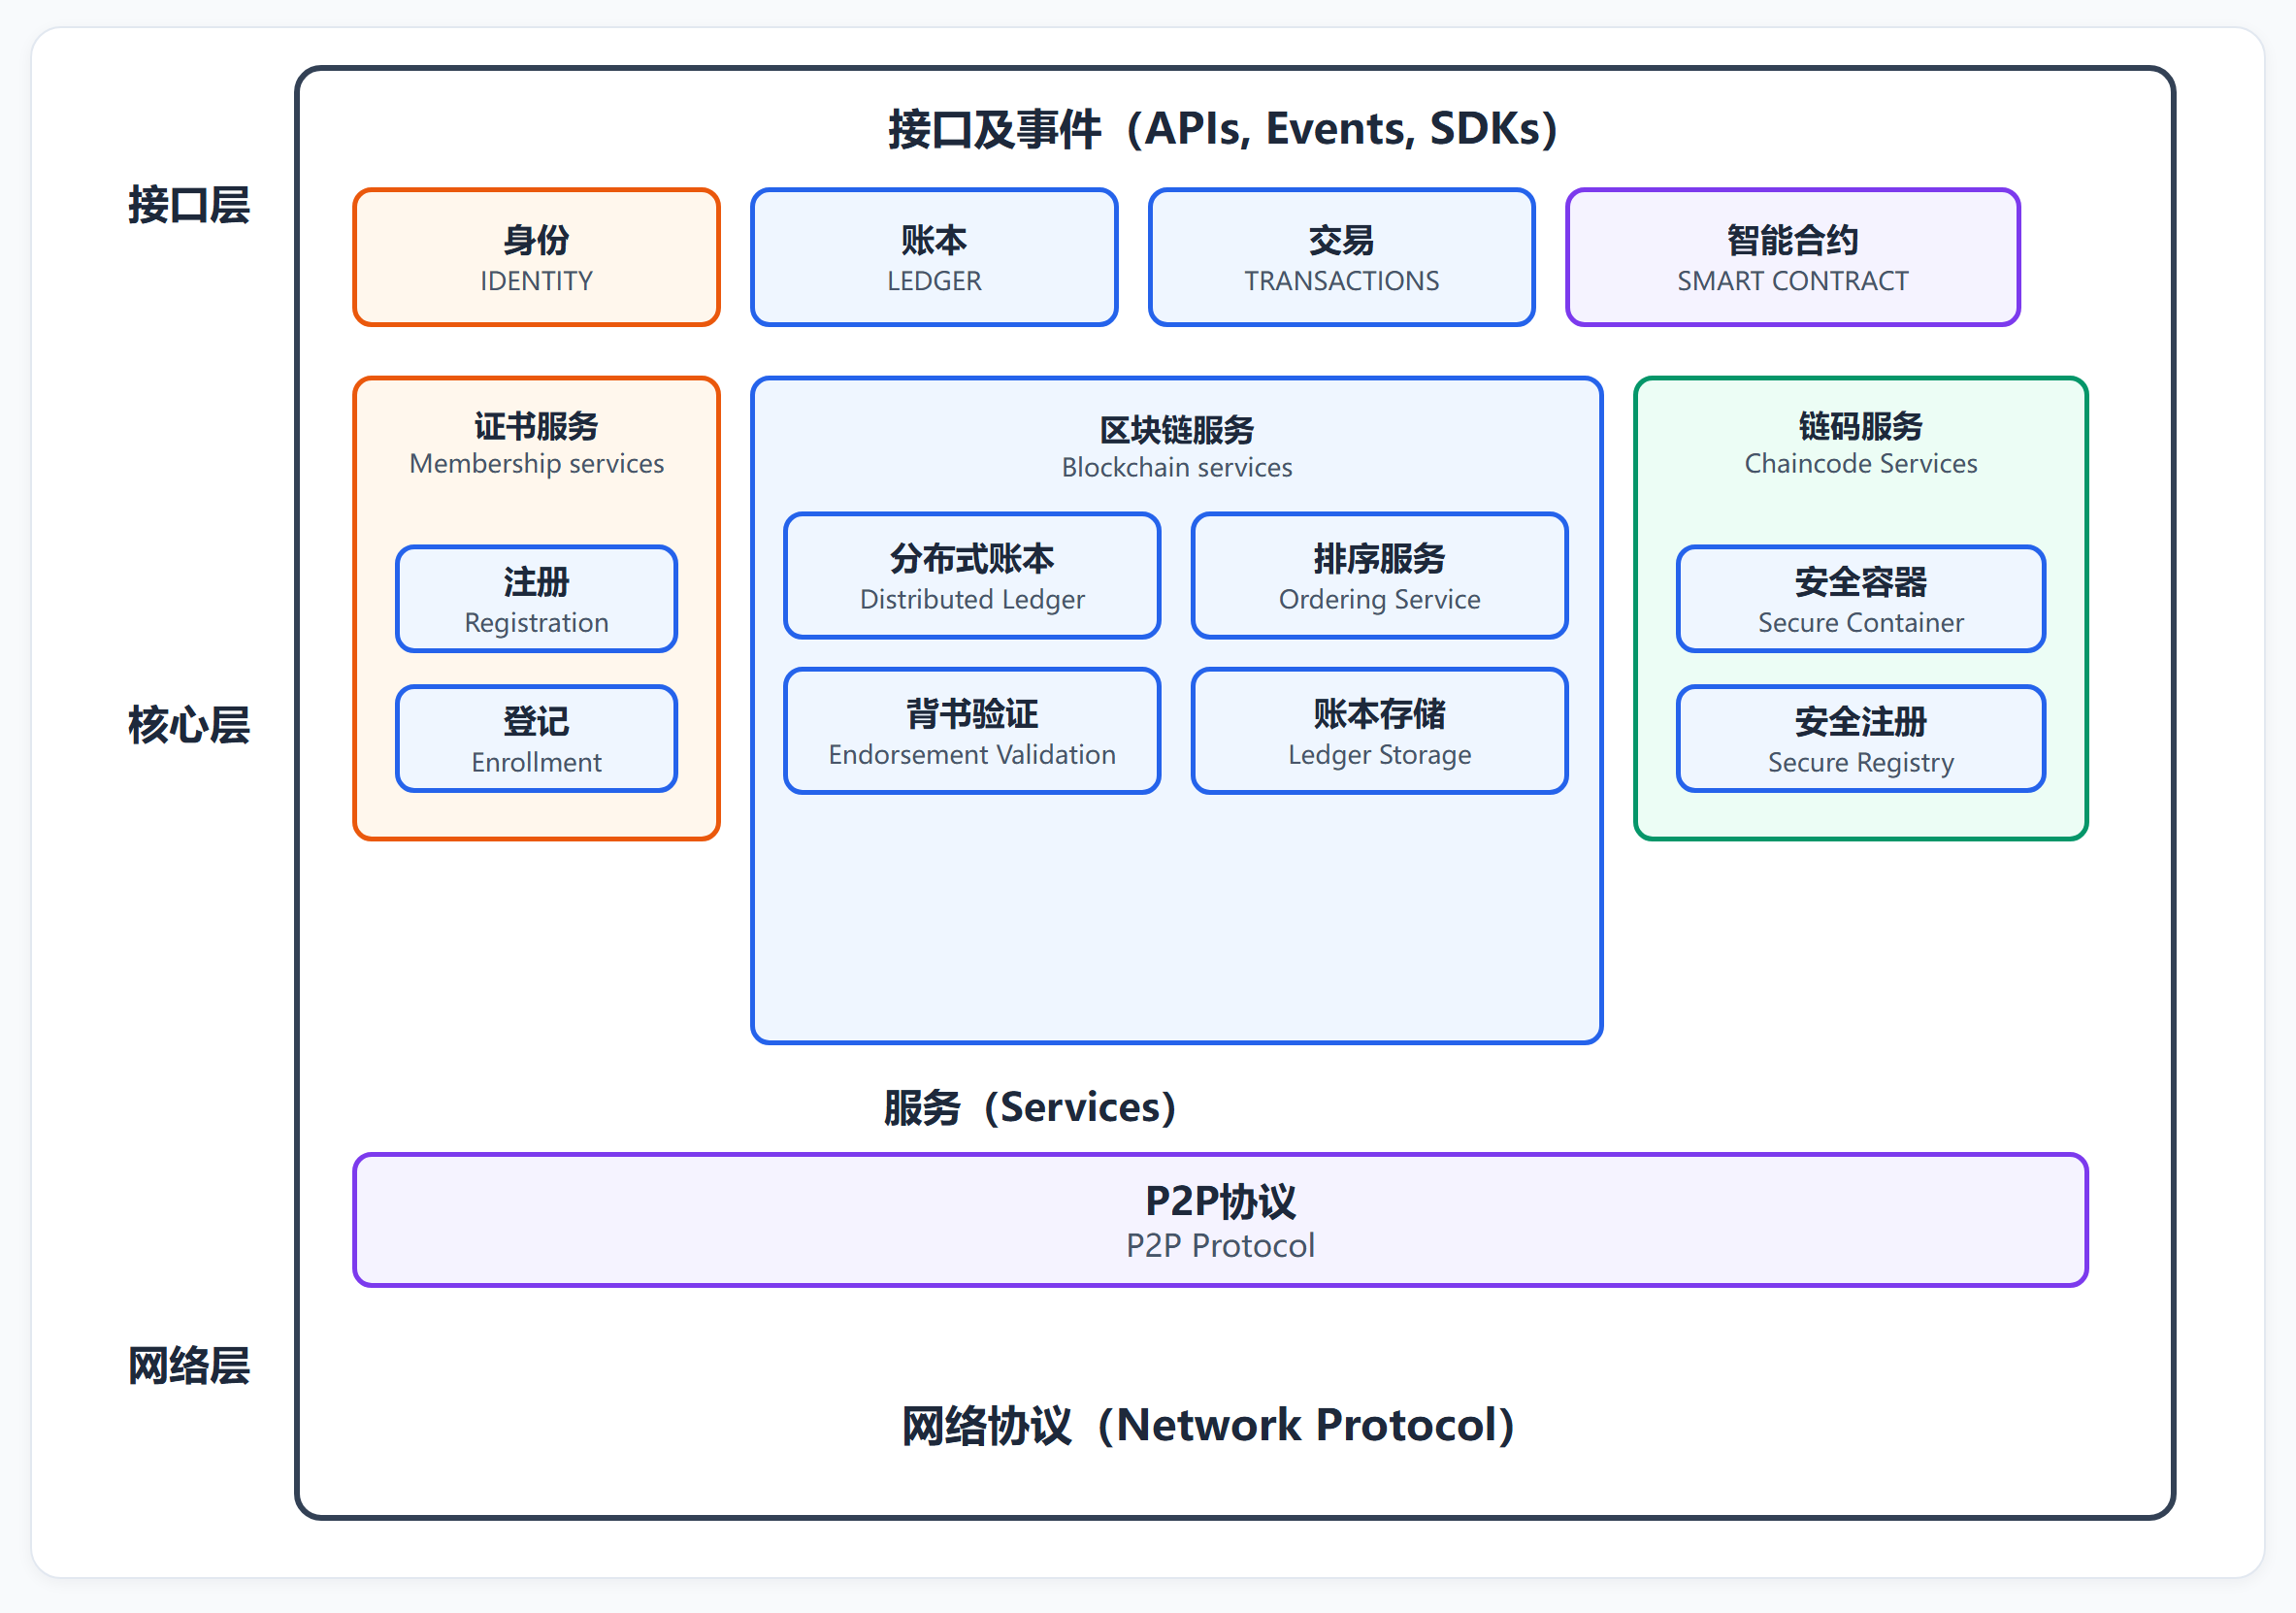 接口及事件（APIs, Events, SDKs）
接口层
身份
IDENTITY
账本
LEDGER
交易
TRANSACTIONS
智能合约
SMART CONTRACT
核心层
证书服务
Membership services
注册
Registration
登记
Enrollment
区块链服务
Blockchain services
分布式账本
Distributed Ledger
排序服务
Ordering Service
背书验证
Endorsement Validation
账本存储
Ledger Storage
链码服务
Chaincode Services
安全容器
Secure Container
安全注册
Secure Registry
服务（Services）
P2P协议
P2P Protocol
网络层
网络协议（Network Protocol）